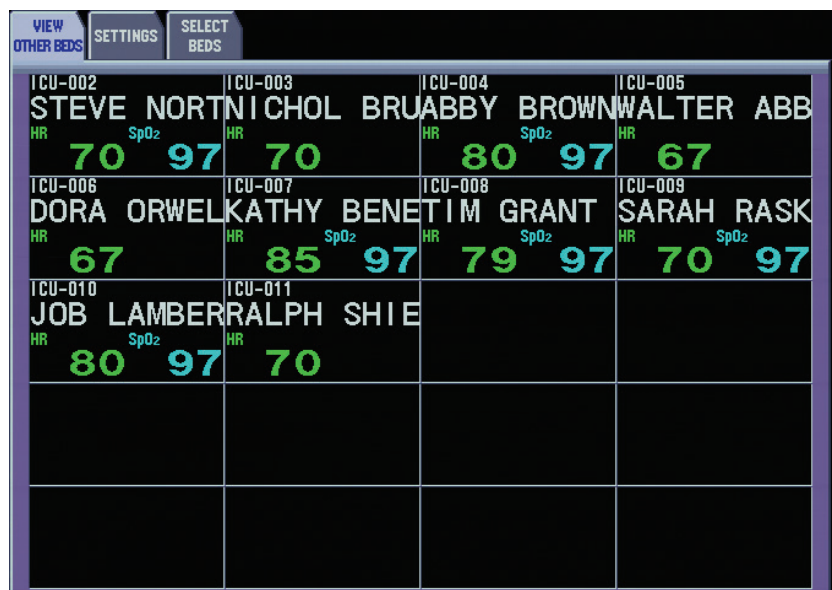 VIEW
OTHER BEDS
SETTINGS
SELECT
BEDS
ICU-002
STEVE NORT
HR SpO₂
70 97
ICU-003
NICHOL BRU
HR
70
ICU-004
ABBY BROWN
HR SpO₂
80 97
ICU-005
WALTER ABB
HR
67
ICU-006
DORA ORWEL
HR
67
ICU-007
KATHY BENE
HR SpO₂
85 97
ICU-008
TIM GRANT
HR SpO₂
79 97
ICU-009
SARAH RASK
HR SpO₂
70 97
ICU-010
JOB LAMBER
HR SpO₂
80 97
ICU-011
RALPH SHIE
HR
70